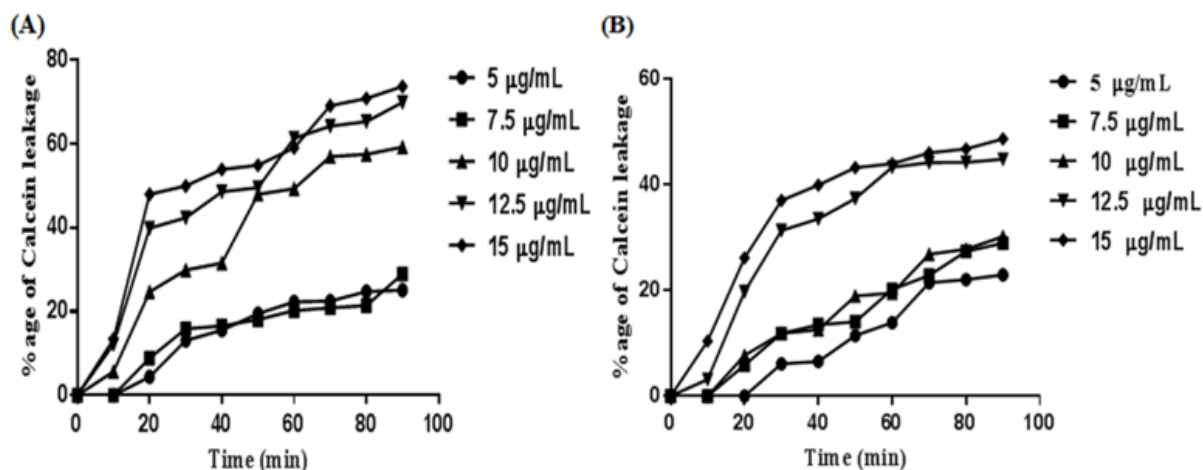 (A)
% age of Calcein leakage
80
60
40
20
0
0 20 40 60 80 100
Time (min)
5 µg/mL
7.5 µg/mL
10 µg/mL
12.5 µg/mL
15 µg/mL
(B)
% age of Calcein leakage
60
40
20
0
0 20 40 60 80 100
Time (min)
5 µg/mL
7.5 µg/mL
10 µg/mL
12.5 µg/mL
15 µg/mL